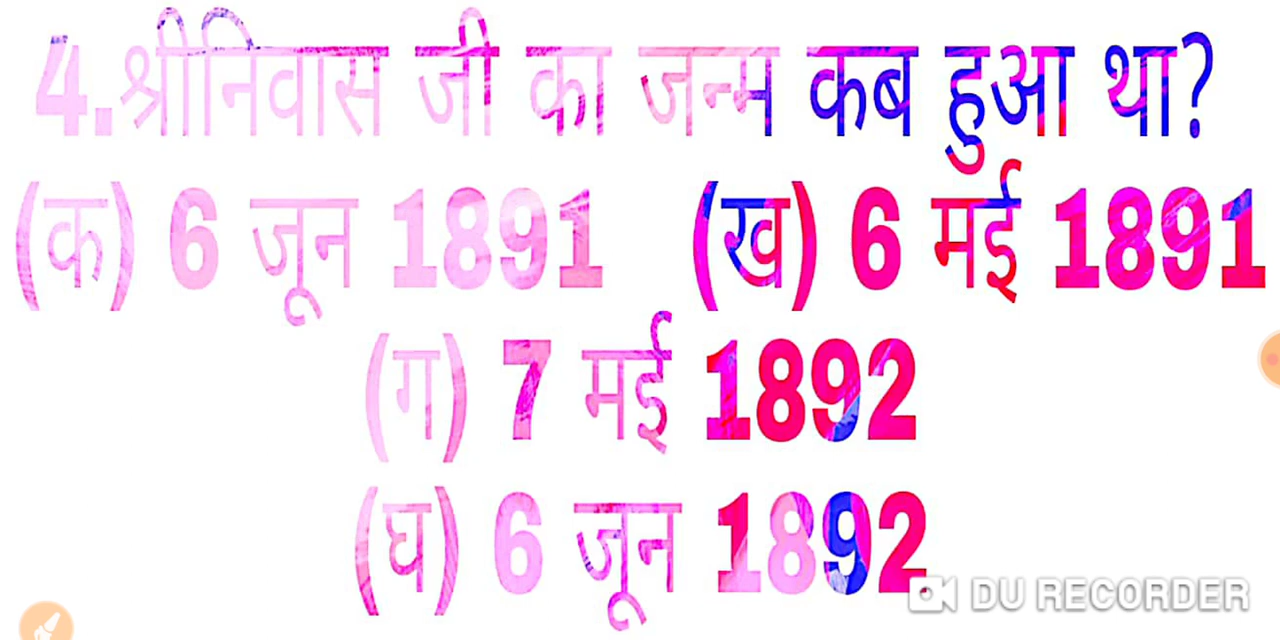 4.श्रीनिवास जी का जन्म कब हुआ था?
(क) 6 जून 1891 (ख) 6 मई 1891
(ग) 7 मई 1892
(घ) 6 जून 1892
DU RECORDER